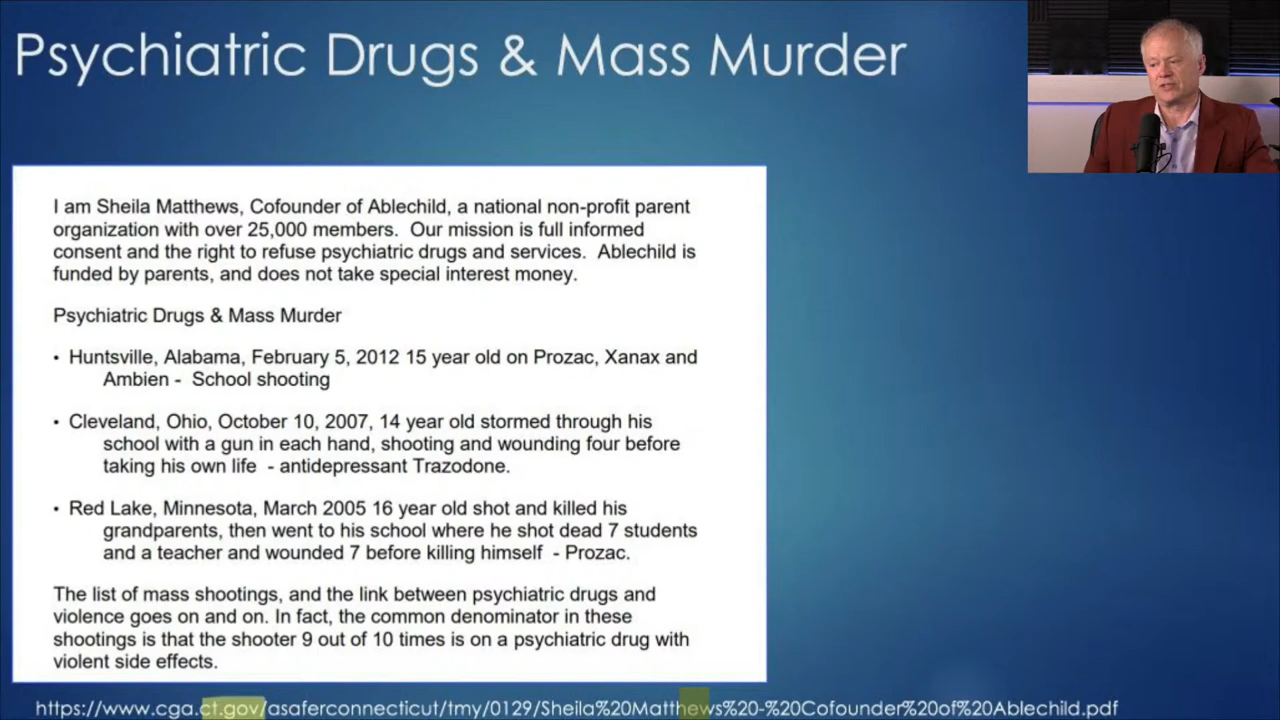 Psychiatric Drugs & Mass Murder
I am Sheila Matthews, Cofounder of Ablechild, a national non-profit parent
organization with over 25,000 members.  Our mission is full informed
consent and the right to refuse psychiatric drugs and services.  Ablechild is
funded by parents, and does not take special interest money.
Psychiatric Drugs & Mass Murder
• Huntsville, Alabama, February 5, 2012 15 year old on Prozac, Xanax and
Ambien -  School shooting
• Cleveland, Ohio, October 10, 2007, 14 year old stormed through his
school with a gun in each hand, shooting and wounding four before
taking his own life  - antidepressant Trazodone.
• Red Lake, Minnesota, March 2005 16 year old shot and killed his
grandparents, then went to his school where he shot dead 7 students
and a teacher and wounded 7 before killing himself  - Prozac.
The list of mass shootings, and the link between psychiatric drugs and
violence goes on and on. In fact, the common denominator in these
shootings is that the shooter 9 out of 10 times is on a psychiatric drug with
violent side effects.
https://www.cga.ct.gov/asaferconnecticut/tmy/0129/Sheila%20Matthews%20-%20Cofounder%20of%20Ablechild.pdf